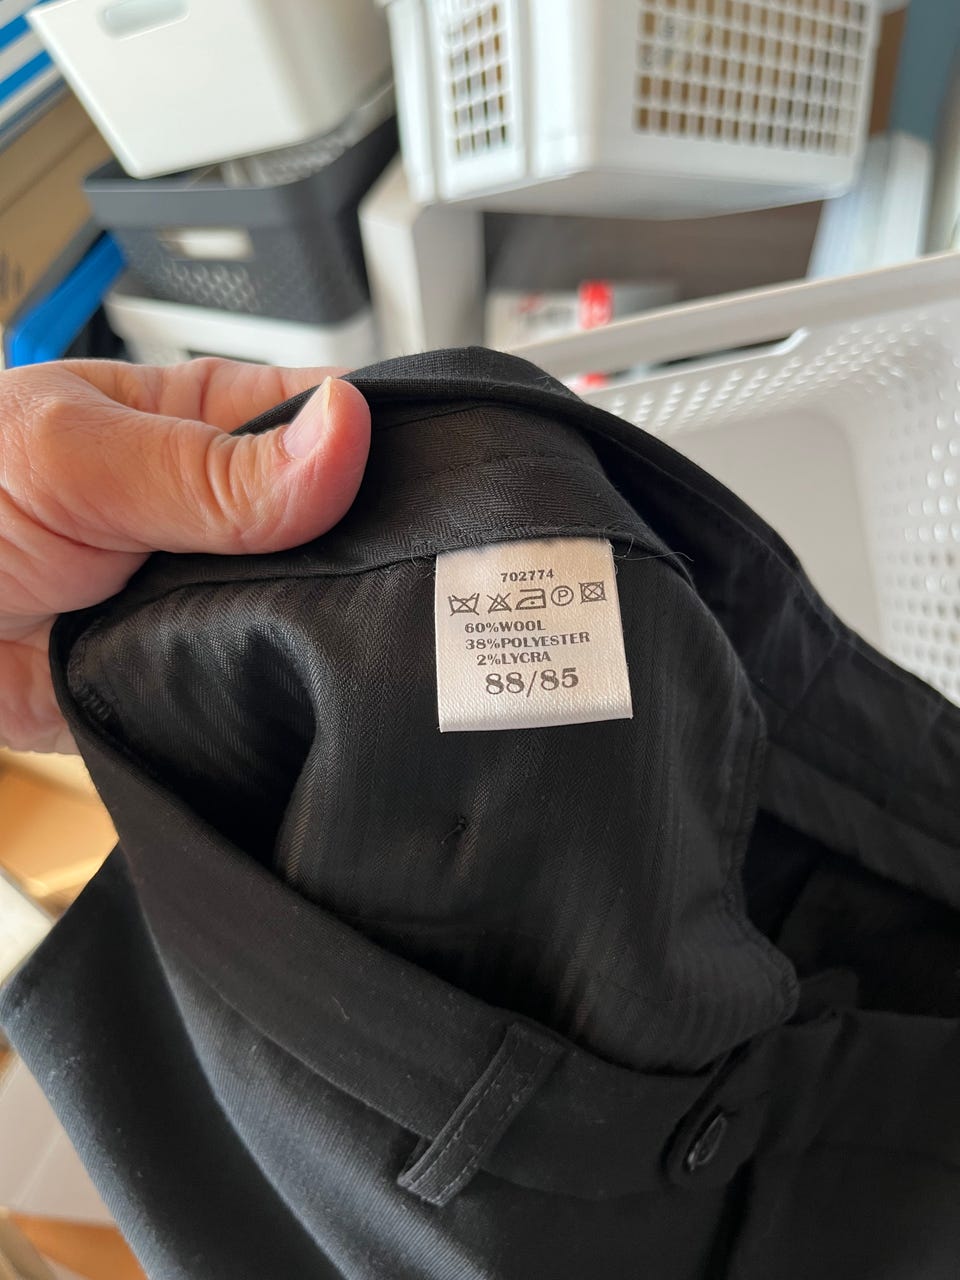 702774
P
60%WOOL
38%POLYESTER
2%LYCRA
88/85